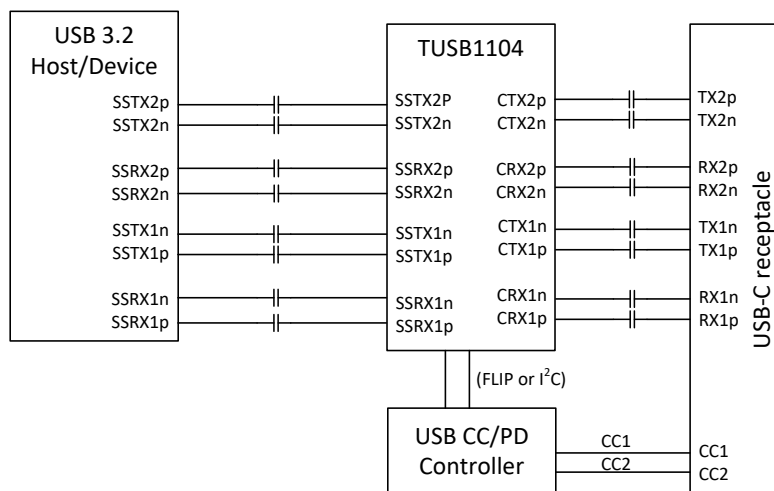 USB 3.2
Host/Device
SSTX2p
SSTX2n
SSRX2p
SSRX2n
SSTX1n
SSTX1p
SSRX1n
SSRX1p
TUSB1104
SSTX2P
SSTX2n
SSRX2p
SSRX2n
SSTX1n
SSTX1p
SSRX1n
SSRX1p
CTX2p
CTX2n
CRX2p
CRX2n
CTX1n
CTX1p
CRX1n
CRX1p
TX2p
TX2n
RX2p
RX2n
TX1n
TX1p
RX1n
RX1p
CC1
CC2
USB-C receptacle
(FLIP or I²C)
USB CC/PD
Controller
CC1
CC2